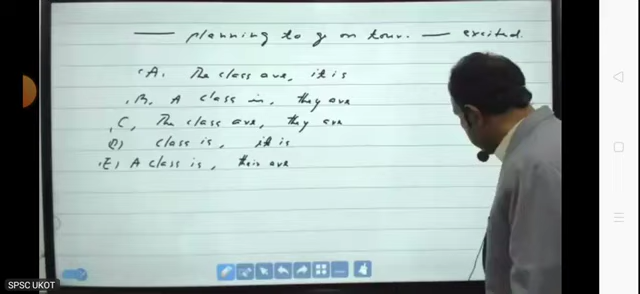 — planning to go on tour. — excited.
(A. The class are, it is
(B. A class is, they are
(C, The class are, they are
D) class is, it is
(E) A class is, their are
SPSC UKOT